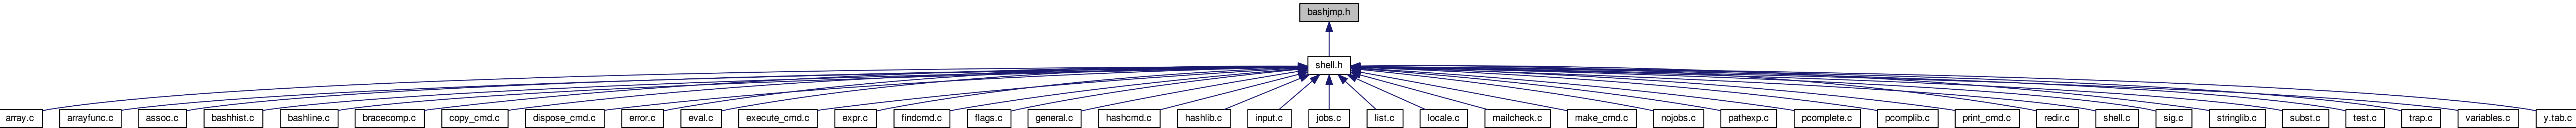 bashjmp.h
shell.h
array.c
arrayfunc.c
assoc.c
bashhist.c
bashline.c
bracecomp.c
copy_cmd.c
dispose_cmd.c
error.c
eval.c
execute_cmd.c
expr.c
findcmd.c
flags.c
general.c
hashcmd.c
hashlib.c
input.c
jobs.c
list.c
locale.c
mailcheck.c
make_cmd.c
nojobs.c
pathexp.c
pcomplete.c
pcomplib.c
print_cmd.c
redir.c
shell.c
sig.c
stringlib.c
subst.c
test.c
trap.c
variables.c
y.tab.c